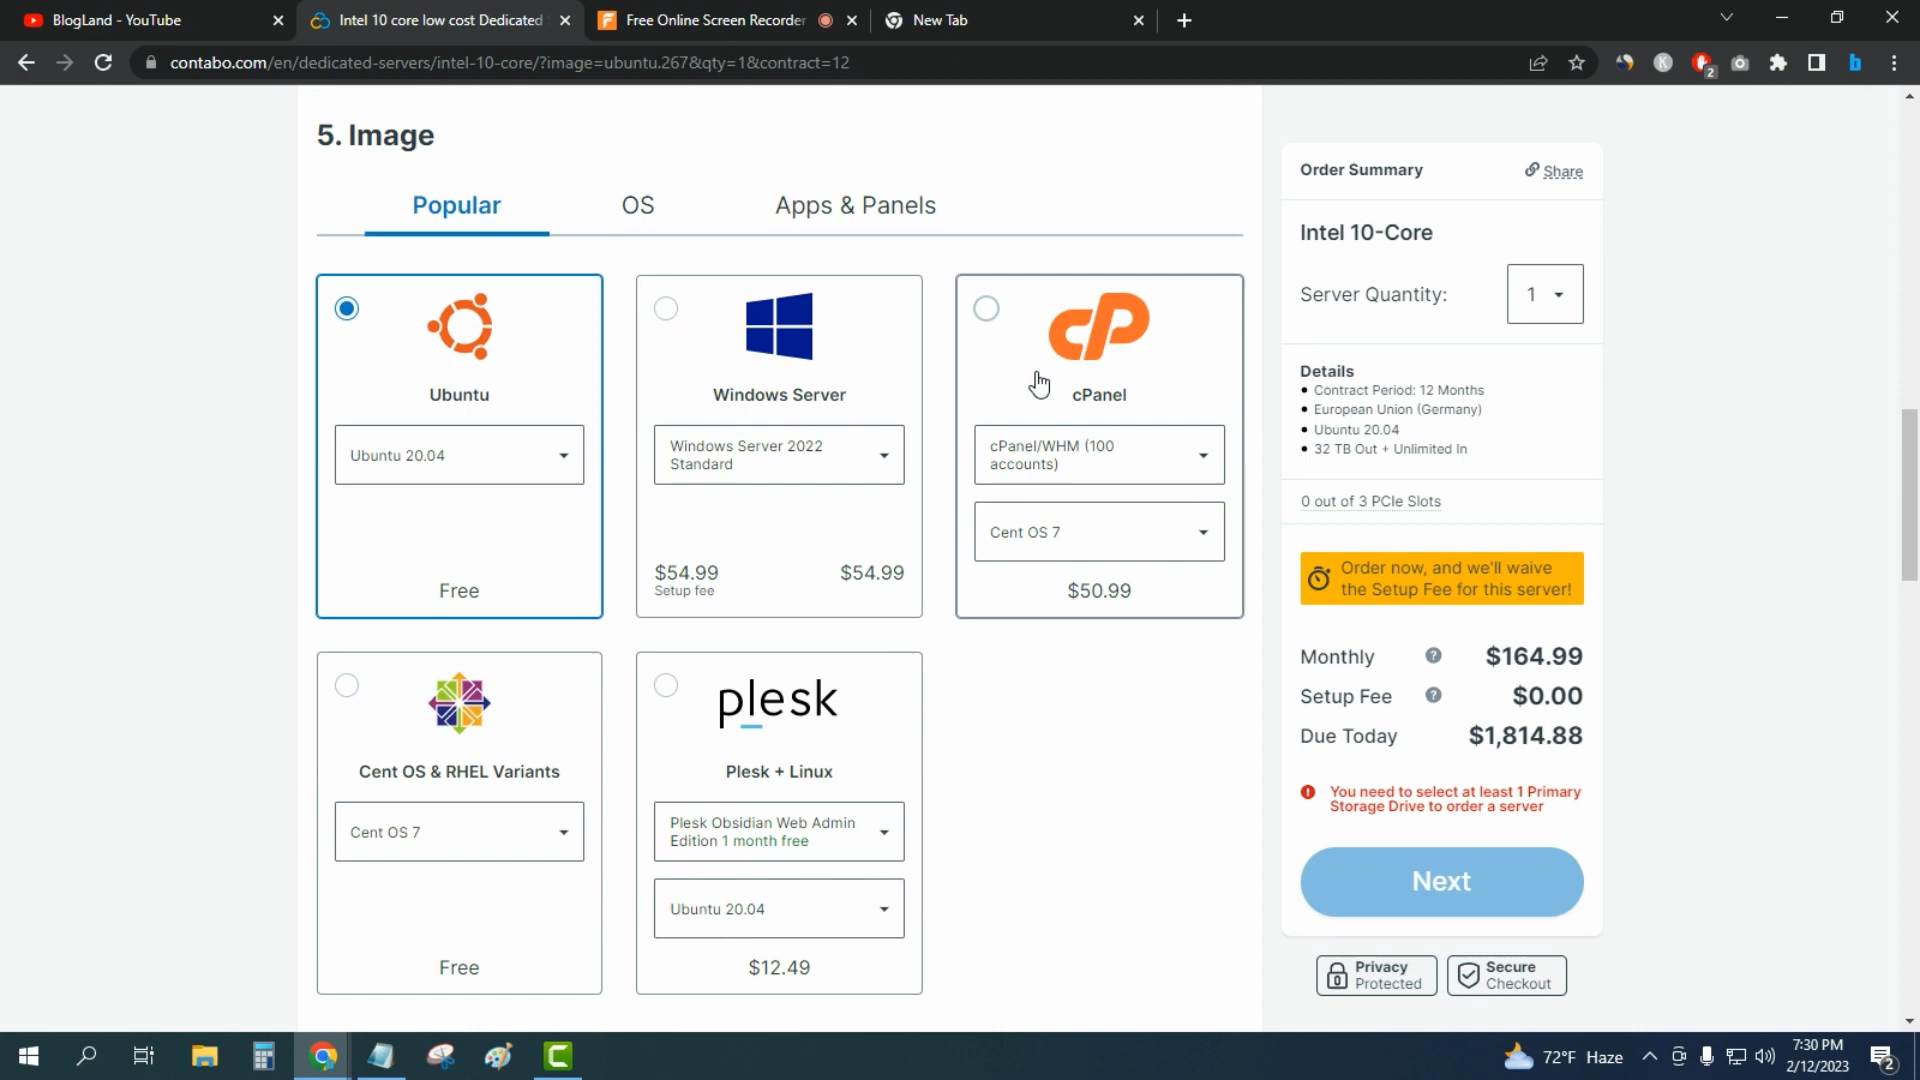 BlogLand - YouTube
Intel 10 core low cost Dedicated
Free Online Screen Recorder
New Tab
contabo.com/en/dedicated-servers/intel-10-core/?image=ubuntu.267&qty=1&contract=12
K
2
b
5. Image
Popular
OS
Apps & Panels
Ubuntu
Ubuntu 20.04
Free
Windows Server
Windows Server 2022
Standard
$54.99
Setup fee
$54.99
cP
cPanel
cPanel/WHM (100
accounts)
Cent OS 7
$50.99
Cent OS & RHEL Variants
Cent OS 7
Free
plesk
Plesk + Linux
Plesk Obsidian Web Admin
Edition 1 month free
Ubuntu 20.04
$12.49
Order Summary
Share
Intel 10-Core
Server Quantity:
1
Details
• Contract Period: 12 Months
• European Union (Germany)
• Ubuntu 20.04
• 32 TB Out + Unlimited In
0 out of 3 PCIe Slots
Order now, and we'll waive
the Setup Fee for this server!
Monthly ? $164.99
Setup Fee ? $0.00
Due Today $1,814.88
You need to select at least 1 Primary
Storage Drive to order a server
Next
Privacy
Protected
Secure
Checkout
72°F Haze
7:30 PM
2/12/2023
2